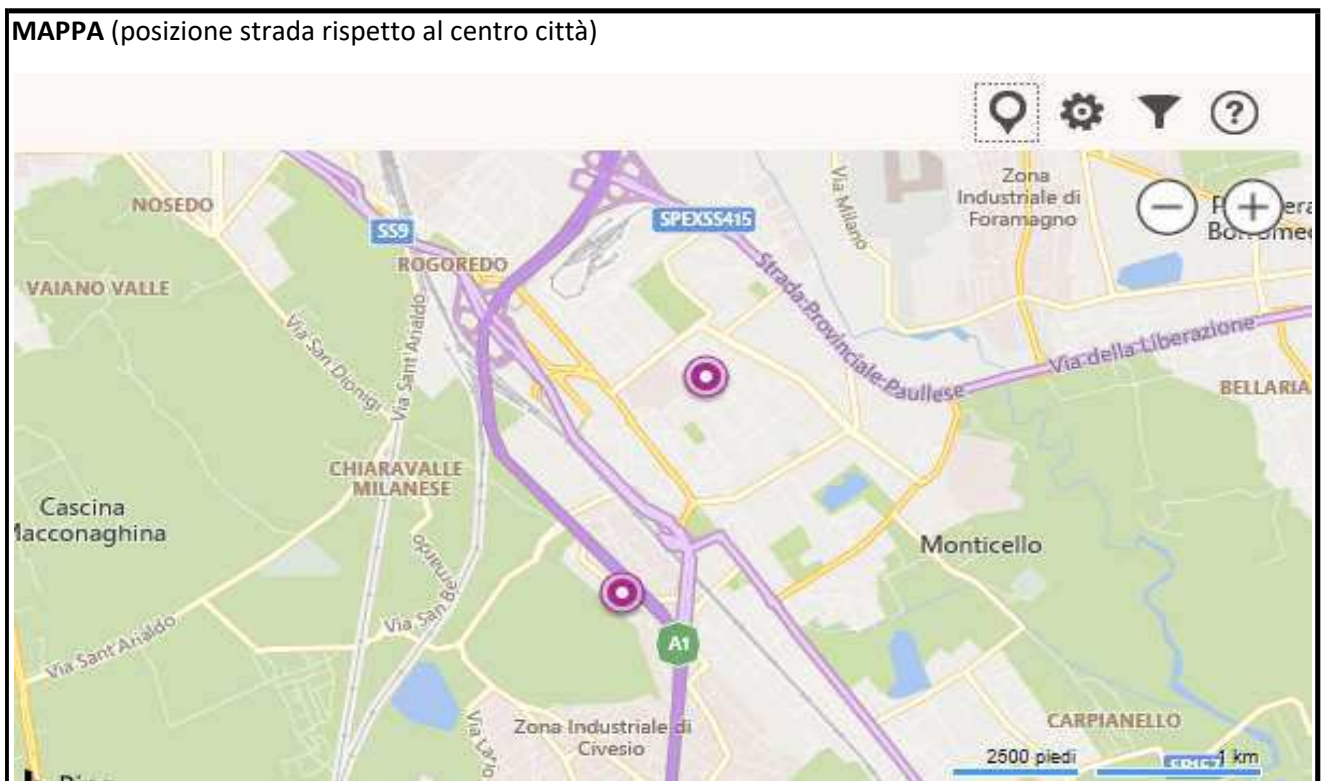 MAPPA (posizione strada rispetto al centro città)
?
Zona
Industriale di
Foramagno
Via Milano
NOSEDO
SPEXSS415
SS9
ROGOREDO
VAIANO VALLE
Via San Dionigi
Via Sant'Arialdo
Strada Provinciale Paullese
Via della Liberazione
BELLARIA
CHIARAVALLE
MILANESE
Cascina
Macconaghina
Monticello
Via San Bernardo
Via Sant Arialdo
A1
Zona Industriale di
Civesio
CARPIANELLO
2500 piedi
1 km